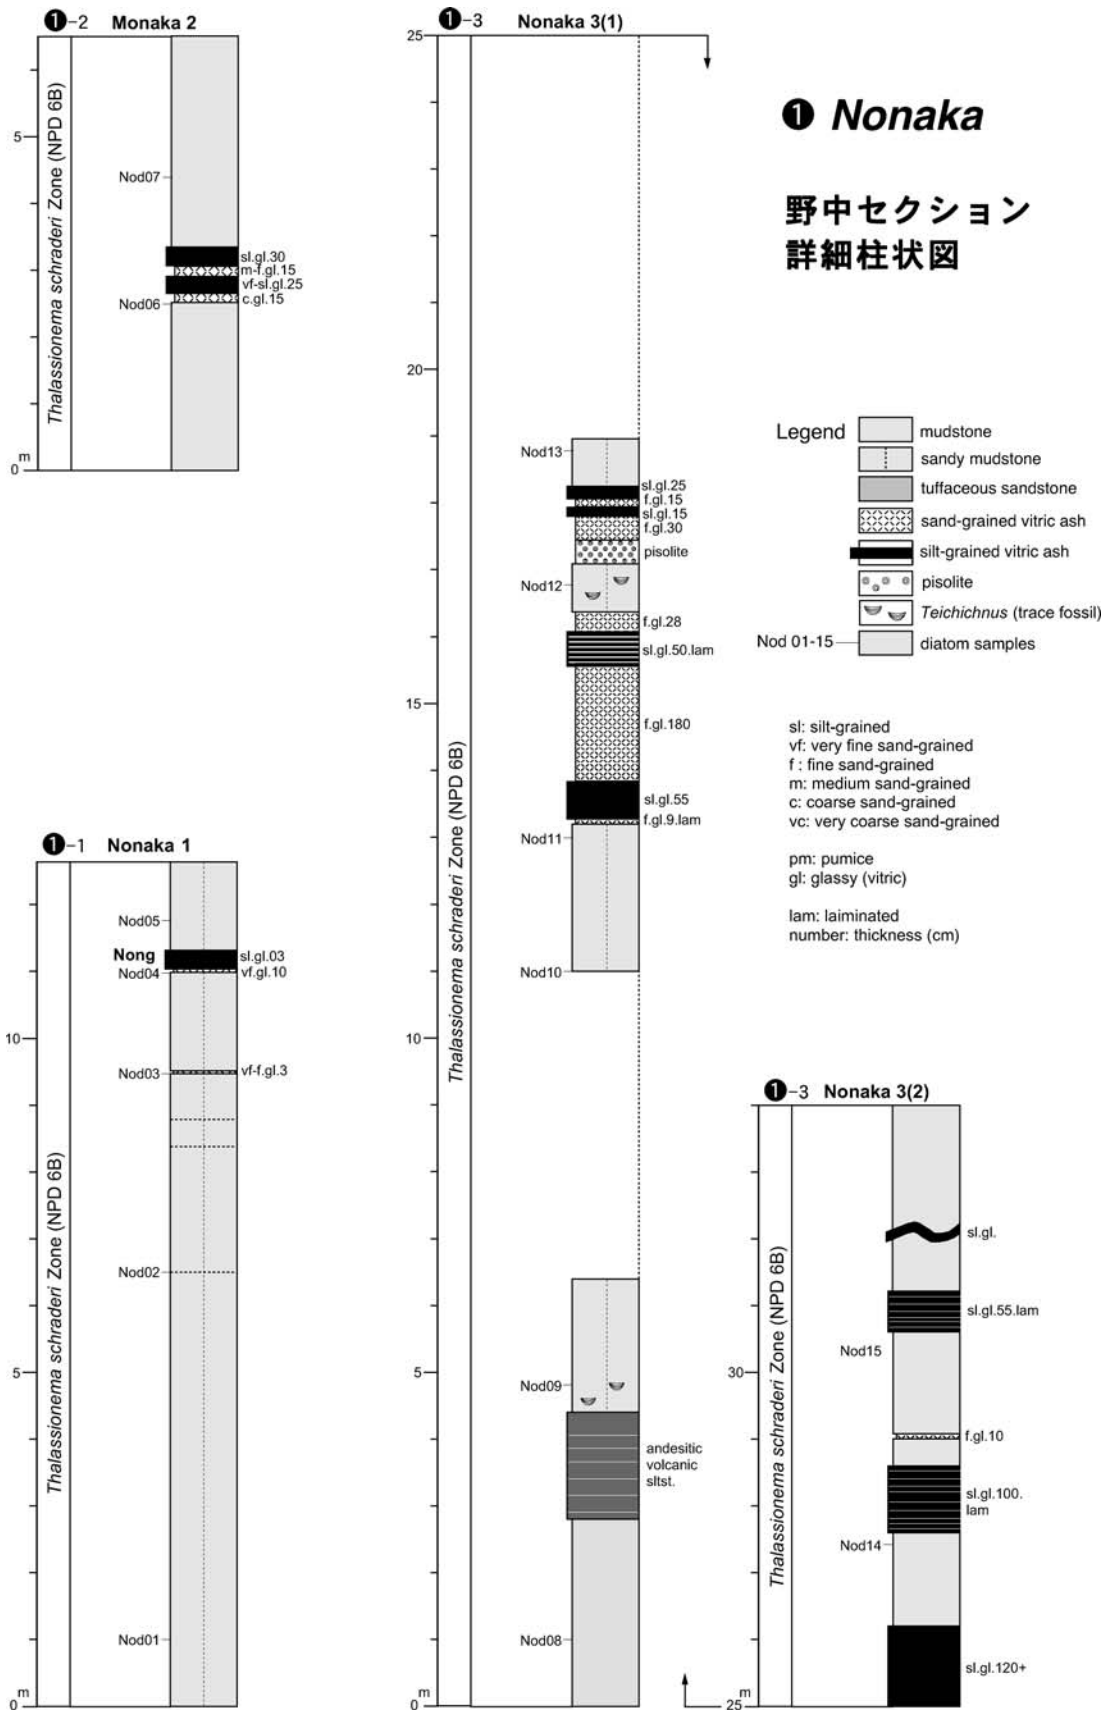 ❶-2 Monaka 2
5
Nod07
sl.gl.30
m-f.gl.15
vf-sl.gl.25
c.gl.15
Nod06
Thalassionema schraderi Zone (NPD 6B)
m
0
❶-1 Nonaka 1
Nod05
Nong
sl.gl.03
Nod04
vf.gl.10
10
Nod03
vf-f.gl.3
Nod02
5
Thalassionema schraderi Zone (NPD 6B)
Nod01
m
0
❶-3 Nonaka 3(1)
25
20
Nod13
sl.gl.25
f.gl.15
sl.gl.15
f.gl.30
pisolite
Nod12
f.gl.28
sl.gl.50.lam
15
f.gl.180
sl.gl.55
f.gl.9.lam
Nod11
Nod10
10
Thalassionema schraderi Zone (NPD 6B)
5
Nod09
andesitic
volcanic
sltst.
Nod08
m
0
❶ Nonaka
野中セクション
詳細柱状図
Legend
mudstone
sandy mudstone
tuffaceous sandstone
sand-grained vitric ash
silt-grained vitric ash
pisolite
Teichichnus (trace fossil)
Nod 01-15
diatom samples
sl: silt-grained
vf: very fine sand-grained
f : fine sand-grained
m: medium sand-grained
c: coarse sand-grained
vc: very coarse sand-grained
pm: pumice
gl: glassy (vitric)
lam: laiminated
number: thickness (cm)
❶-3 Nonaka 3(2)
sl.gl.
sl.gl.55.lam
Nod15
30
f.gl.10
sl.gl.100.
lam
Nod14
Thalassionema schraderi Zone (NPD 6B)
sl.gl.120+
m
25